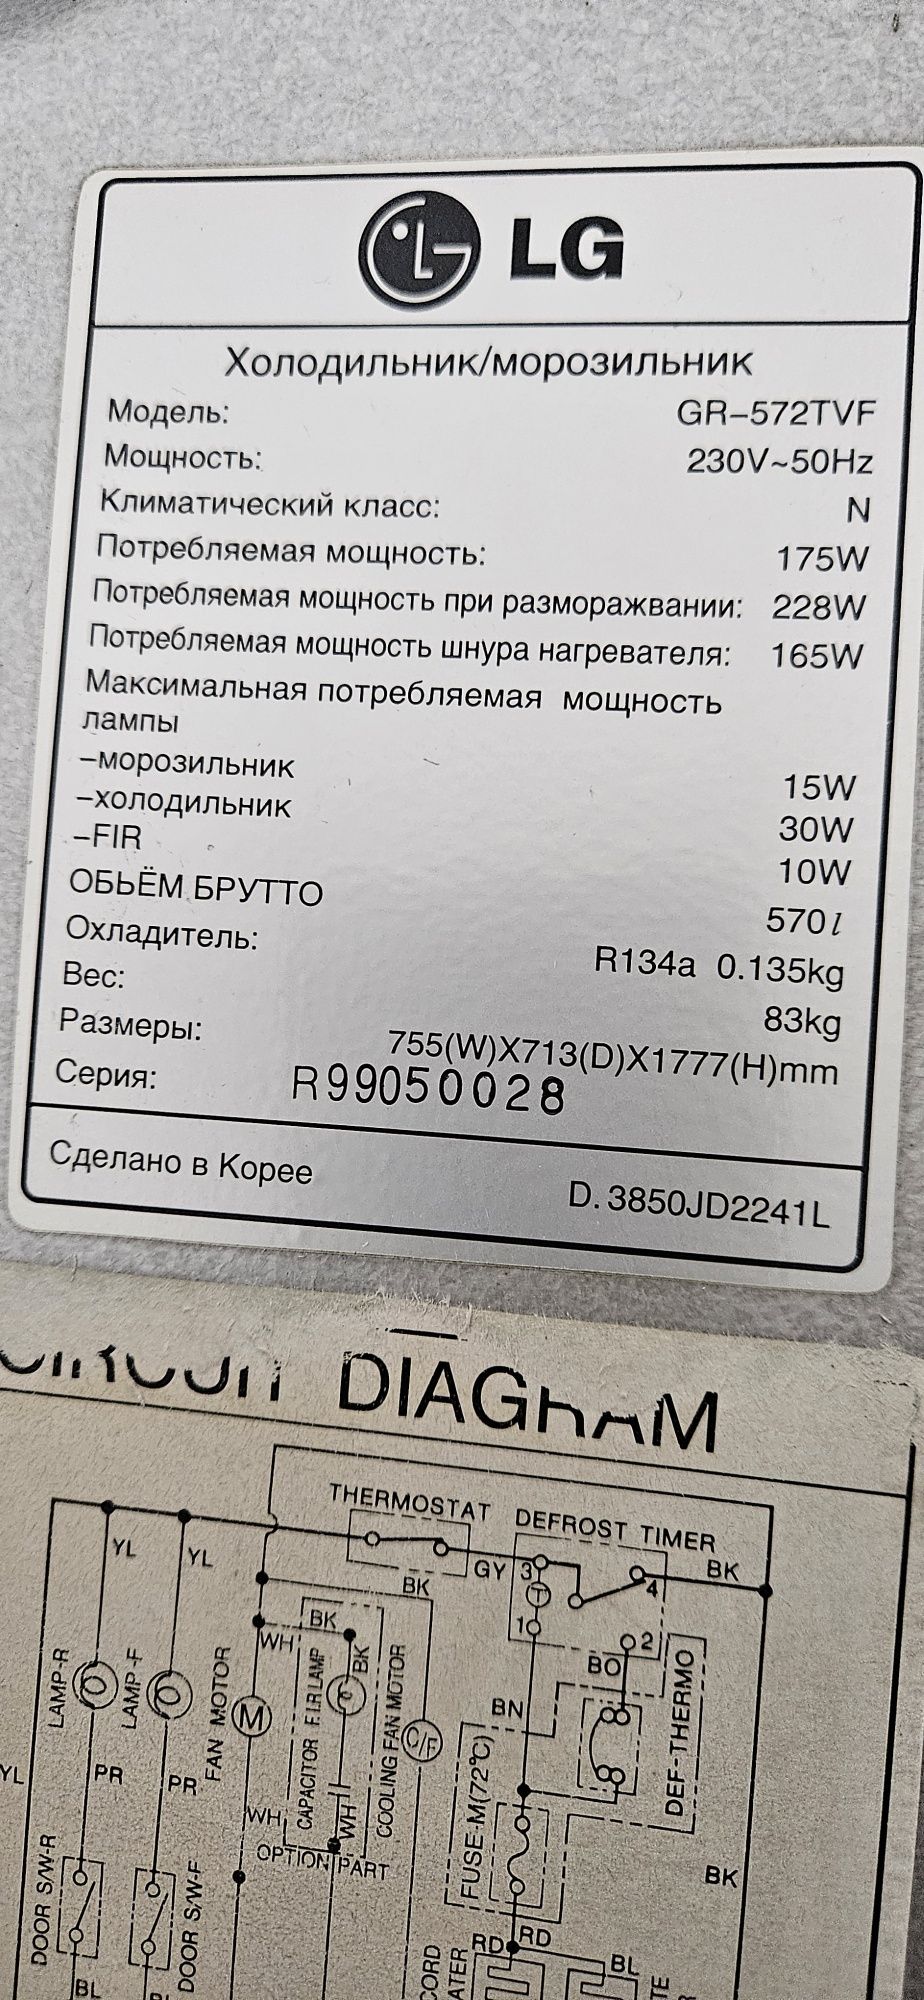 LG
Холодильник/морозильник
Модель: GR-572TVF
Мощность: 230V~50Hz
Климатический класс: N
Потребляемая мощность: 175W
Потребляемая мощность при разморажвании: 228W
Потребляемая мощность шнура нагревателя: 165W
Максимальная потребляемая мощность
лампы
-морозильник 15W
-холодильник 30W
-FIR 10W
ОБЬЁМ БРУТТО 570l
Охладитель: R134a 0.135kg
Вес: 83kg
Размеры: 755(W)X713(D)X1777(H)mm
Серия: R99050028
Сделано в Корее D.3850JD2241L
CIRCUIT DIAGRAM
THERMOSTAT DEFROST TIMER
YL YL GY 3 4 BK
BK
T
BK 1 2
WH BK BO
LAMP-R LAMP-F FAN MOTOR M CAPACITOR F.I.R LAMP COOLING FAN MOTOR C/F
BN DEF-THERMO
YL PR PR FUSE-M(72°C)
WH WH
OPTION PART
DOOR S/W-R DOOR S/W-F BK
RD RD
BL BL
CORD